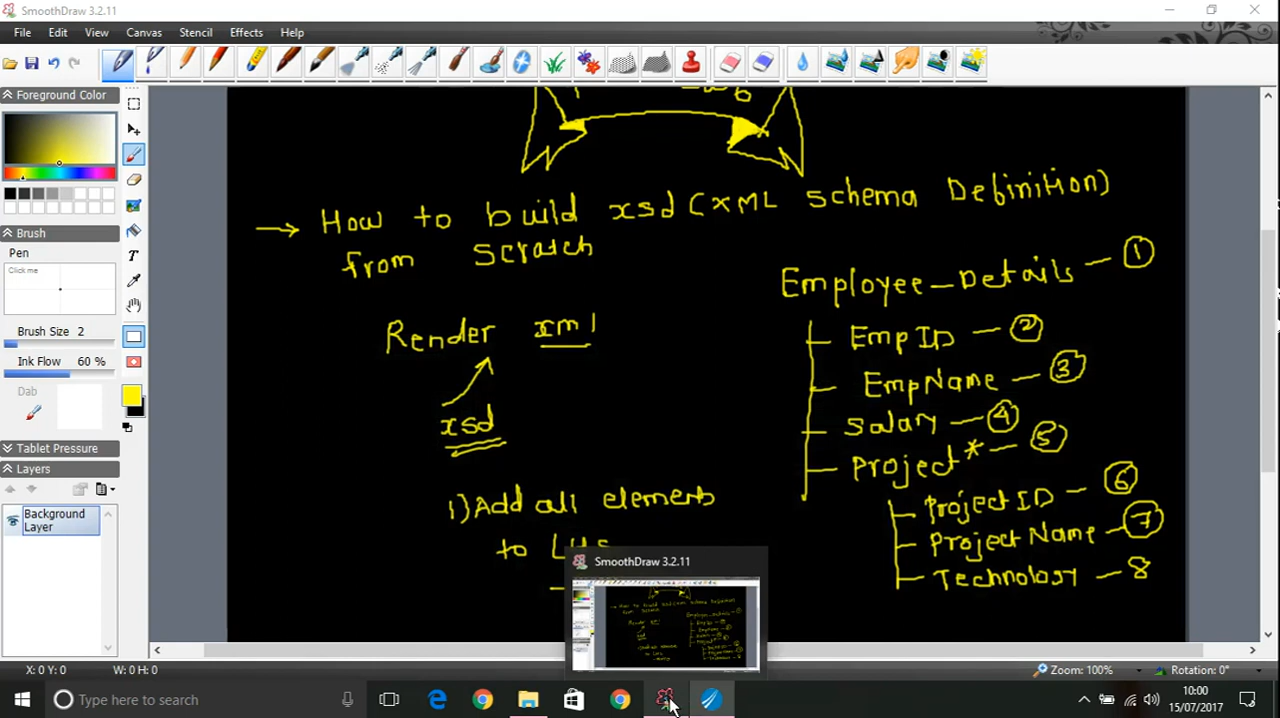 SmoothDraw 3.2.11
File Edit View Canvas Stencil Effects Help
Foreground Color
Brush
Pen
Click me
Brush Size 2
Ink Flow 60 %
Dab
Tablet Pressure
Layers
Background
Layer
→ How to build xsd (XML Schema Definition)
from scratch
Render xml
xsd
1) Add all elements
to LHS
Employee_Details - 1
EmpID - 2
EmpName - 3
Salary - 4
Project* - 5
ProjectID - 6
ProjectName - 7
Technology - 8
SmoothDraw 3.2.11
X: 0 Y: 0
Zoom: 100%
Rotation: 0°
Type here to search
10:00
15/07/2017